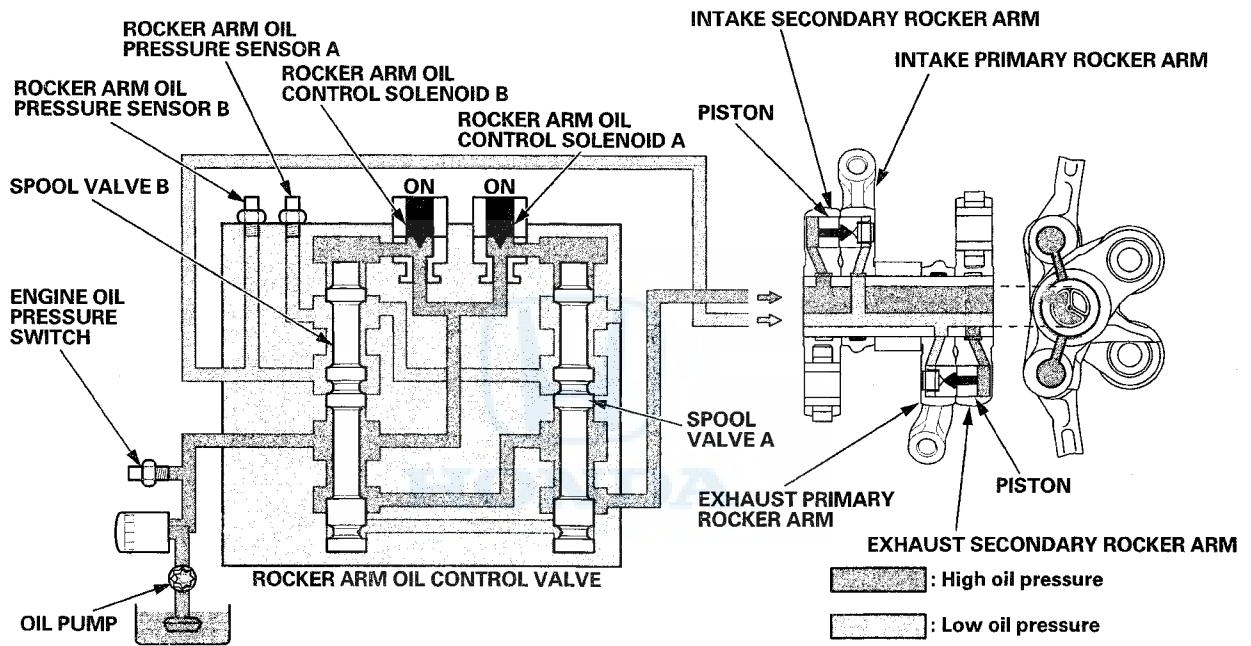 INTAKE SECONDARY ROCKER ARM
ROCKER ARM OIL
PRESSURE SENSOR A
INTAKE PRIMARY ROCKER ARM
ROCKER ARM OIL
CONTROL SOLENOID B
ROCKER ARM OIL
PRESSURE SENSOR B
PISTON
ROCKER ARM OIL
CONTROL SOLENOID A
SPOOL VALVE B
ON
ON
ENGINE OIL
PRESSURE
SWITCH
SPOOL
VALVE A
HONDA
PISTON
EXHAUST PRIMARY
ROCKER ARM
EXHAUST SECONDARY ROCKER ARM
ROCKER ARM OIL CONTROL VALVE
: High oil pressure
OIL PUMP
: Low oil pressure